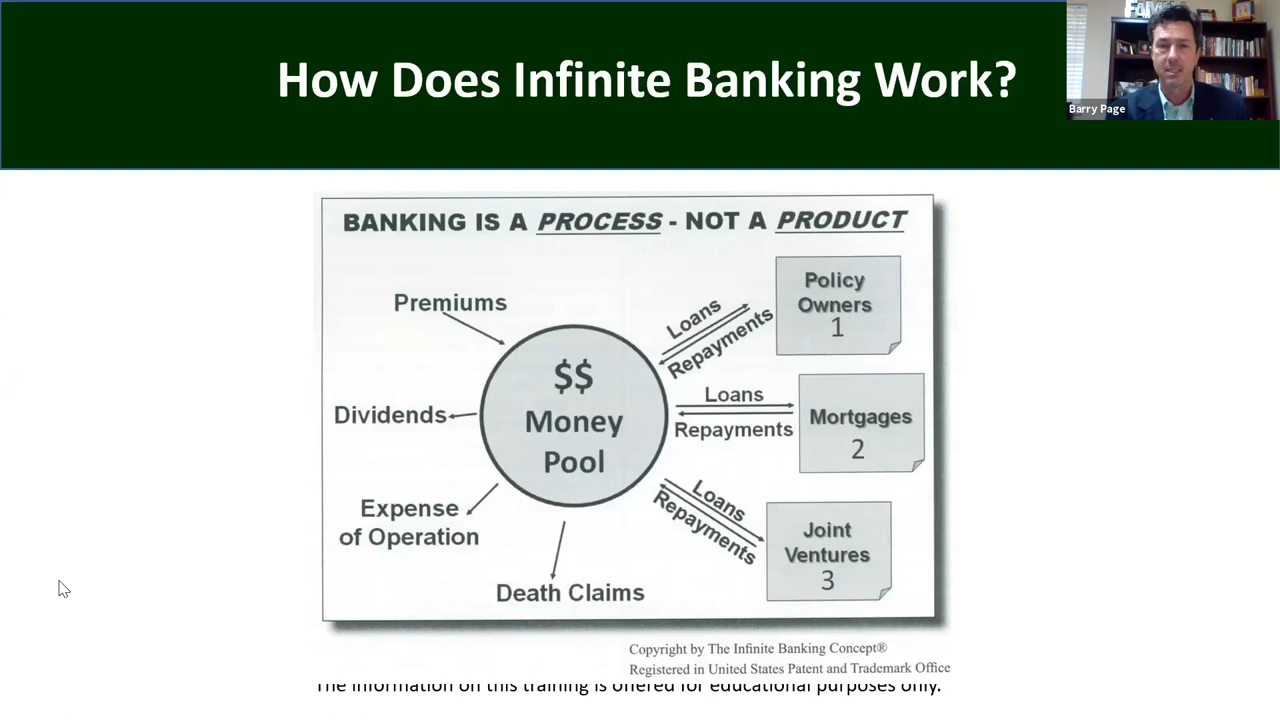 How Does Infinite Banking Work?
Barry Page
BANKING IS A PROCESS - NOT A PRODUCT
Premiums
Dividends
Expense
of Operation
Death Claims
$$
Money
Pool
Loans
Repayments
Policy
Owners
1
Loans
Repayments
Mortgages
2
Loans
Repayments
Joint
Ventures
3
Copyright by The Infinite Banking Concept®
Registered in United States Patent and Trademark Office
The information on this training is offered for educational purposes only.